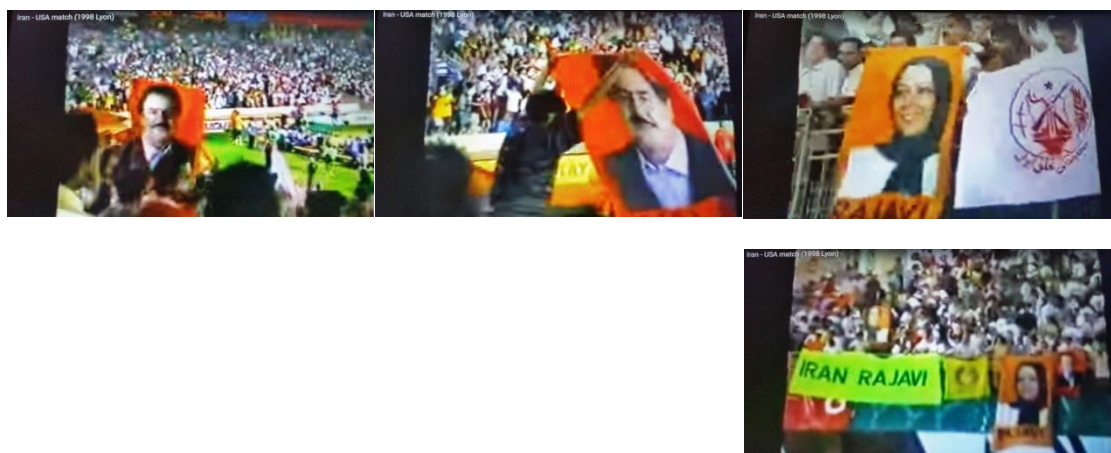 Iran - USA match (1998 Lyon)
Iran - USA match (1998 Lyon)
Iran - USA match (1998 Lyon)
RAJAVI
Iran - USA match (1998 Lyon)
IRAN RAJAVI
RAJAVI